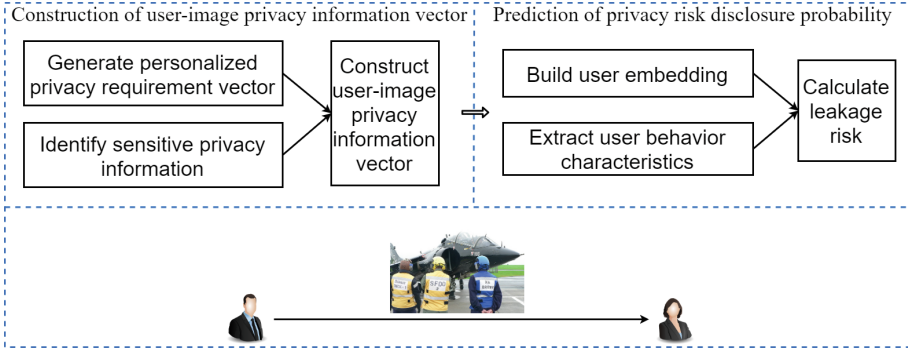 Construction of user-image privacy information vector
Prediction of privacy risk disclosure probability
Generate personalized
privacy requirement vector
Identify sensitive privacy
information
Construct
user-image
privacy
information
vector
Build user embedding
Extract user behavior
characteristics
Calculate
leakage
risk